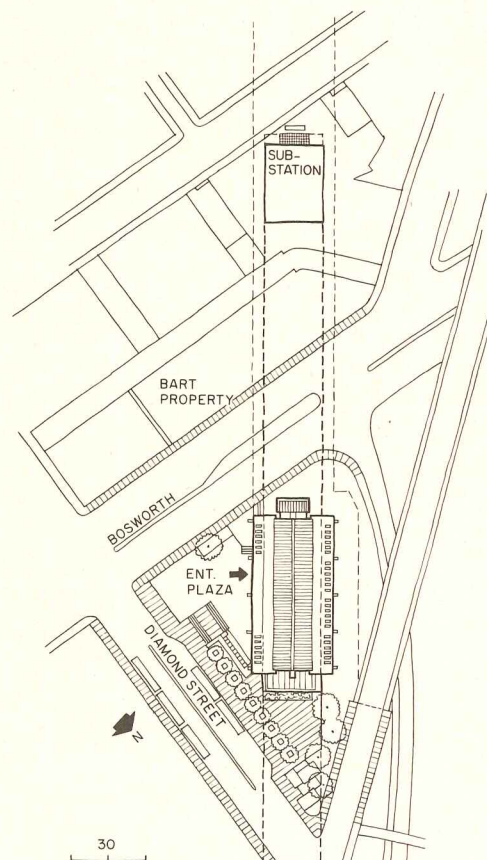 SUB-
STATION
BART
PROPERTY
BOSWORTH
ENT.
PLAZA
DIAMOND STREET
N
30